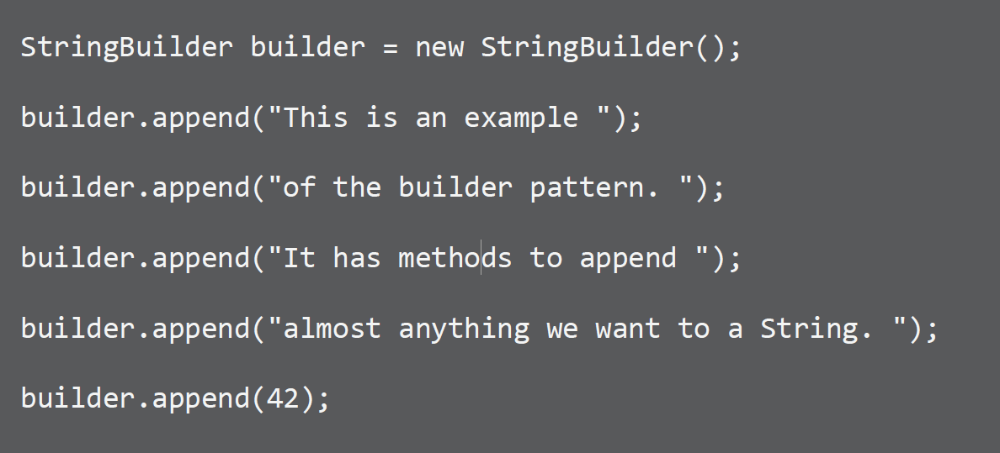 StringBuilder builder = new StringBuilder();
builder.append("This is an example ");
builder.append("of the builder pattern. ");
builder.append("It has methods to append ");
builder.append("almost anything we want to a String. ");
builder.append(42);